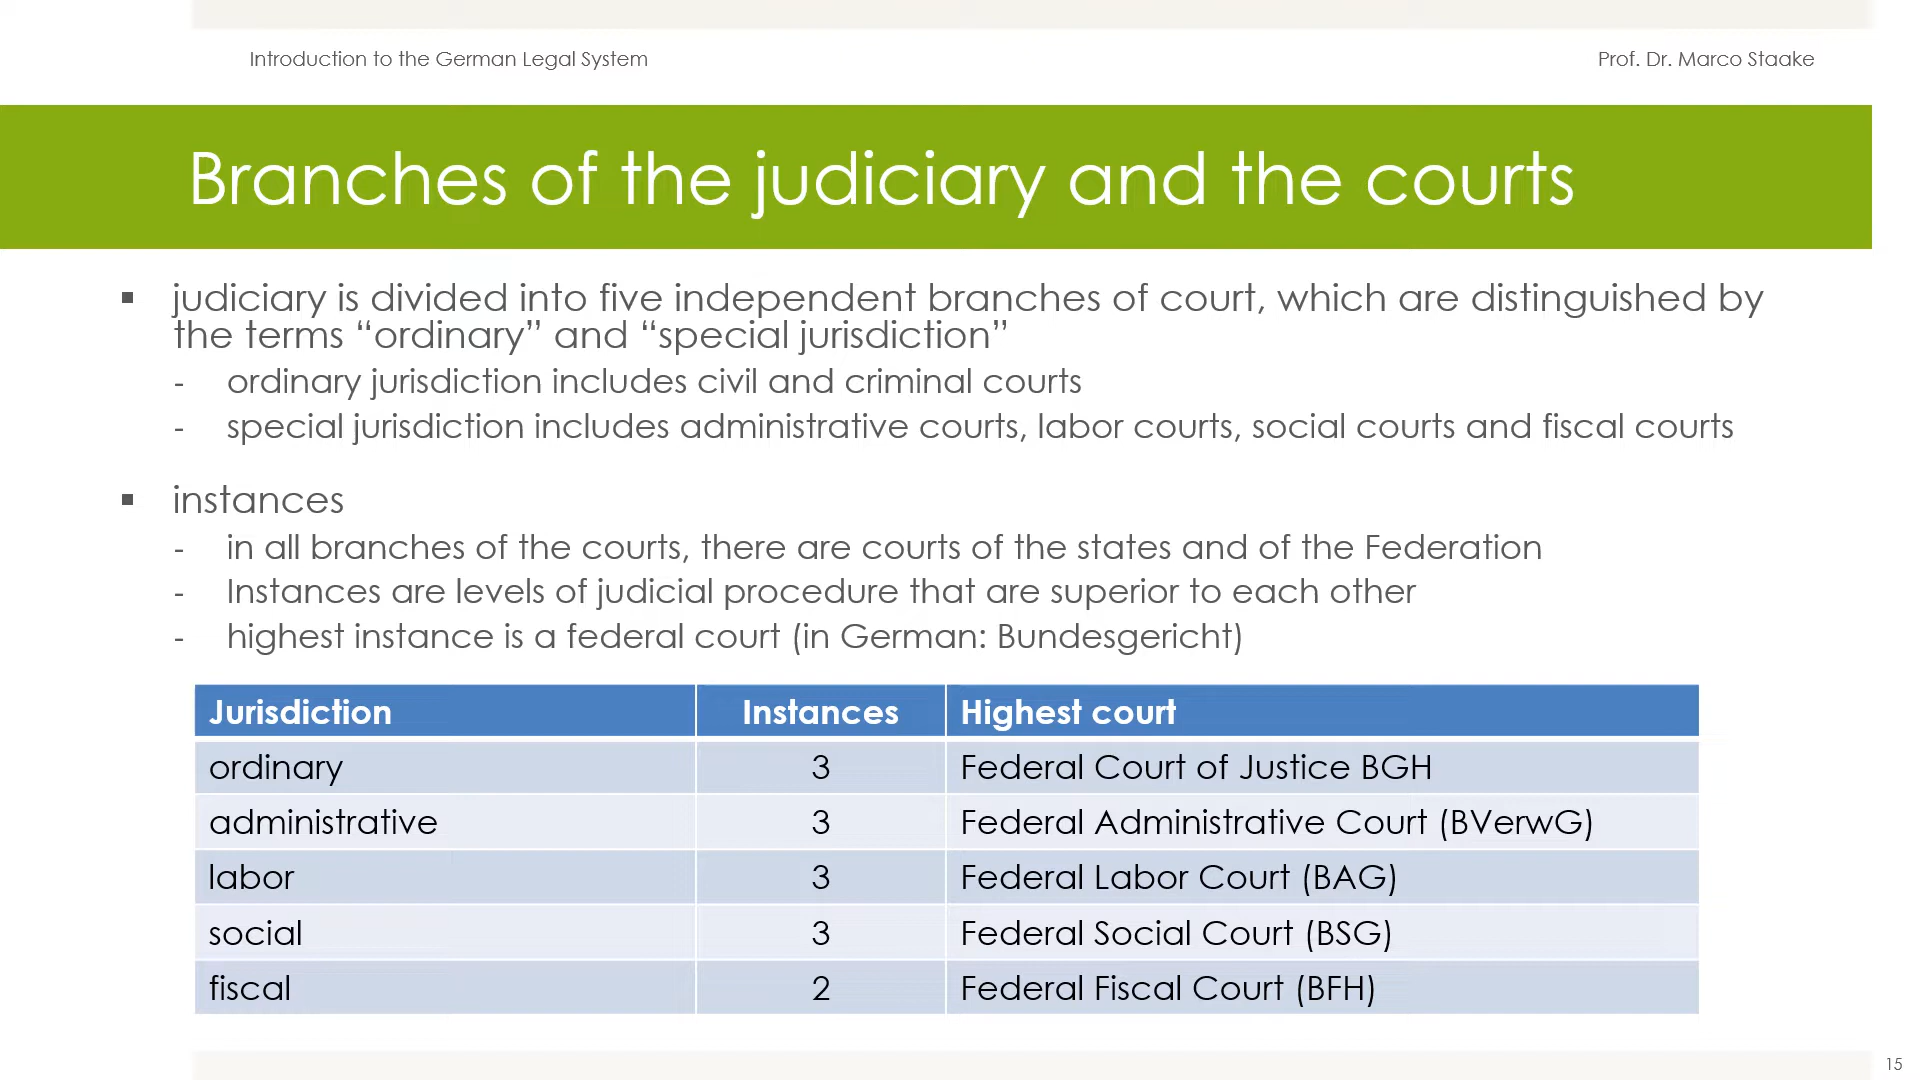 Introduction to the German Legal System
Prof. Dr. Marco Staake
Branches of the judiciary and the courts
▪ judiciary is divided into five independent branches of court, which are distinguished by
the terms “ordinary” and “special jurisdiction”
- ordinary jurisdiction includes civil and criminal courts
- special jurisdiction includes administrative courts, labor courts, social courts and fiscal courts
▪ instances
- in all branches of the courts, there are courts of the states and of the Federation
- Instances are levels of judicial procedure that are superior to each other
- highest instance is a federal court (in German: Bundesgericht)
Jurisdiction Instances Highest court
ordinary 3 Federal Court of Justice BGH
administrative 3 Federal Administrative Court (BVerwG)
labor 3 Federal Labor Court (BAG)
social 3 Federal Social Court (BSG)
fiscal 2 Federal Fiscal Court (BFH)
15